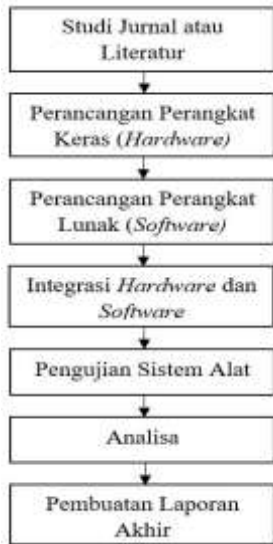 Studi Jurnal atau
Literatur
Perancangan Perangkat
Keras (Hardware)
Perancangan Perangkat
Lunak (Software)
Integrasi Hardware dan
Software
Pengujian Sistem Alat
Analisa
Pembuatan Laporan
Akhir